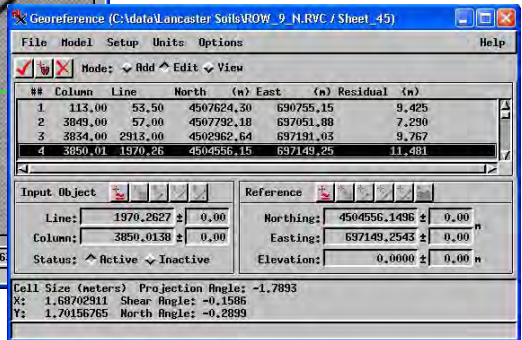 Georeference (C:\data\Lancaster Soils\ROW_9_N.RVC / Sheet_45)
File Model Setup Units Options Help
Mode: Add Edit View
## Column Line North (m) East (m) Residual (m)
1 113.00 53.50 4507624.30 690755.15 9.425
2 3849.00 57.00 4507792.18 697051.88 7.290
3 3834.00 2913.00 4502962.64 697191.03 9.767
4 3850.01 1970.26 4504556.15 697149.25 11.481
Input Object Reference
Line: 1970.2627 ± 0.00 Northing: 4504556.1496 ± 0.00 m
Column: 3850.0138 ± 0.00 Easting: 697149.2543 ± 0.00
Status: Active Inactive Elevation: 0.0000 ± 0.00 m
Cell Size (meters) Projection Angle: -1.7893
X: 1.68702911 Shear Angle: -0.1586
Y: 1.70156765 North Angle: -0.2899